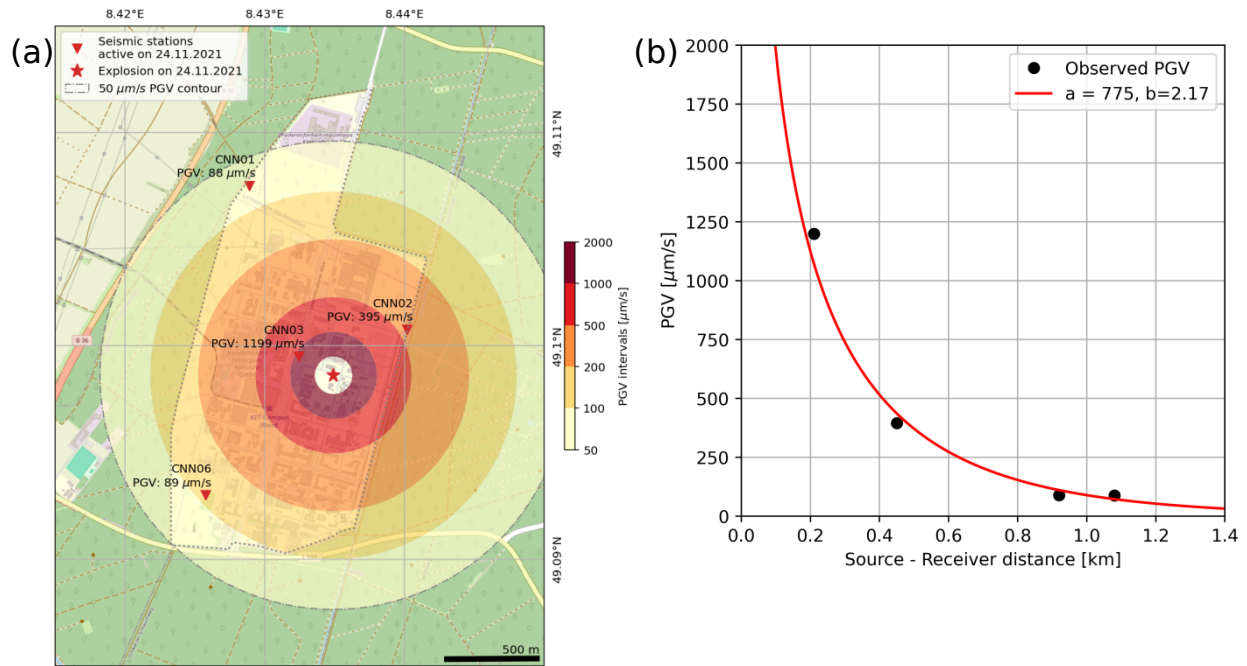 (a)
8.42°E
8.43°E
8.44°E
Seismic stations
active on 24.11.2021
Explosion on 24.11.2021
50 μm/s PGV contour
49.11°N
CNN01
PGV: 88 μm/s
CNN02
PGV: 395 μm/s
CNN03
PGV: 1199 μm/s
49.1°N
B 36
KIT-Campus
Nord
CNN06
PGV: 89 μm/s
49.09°N
500 m
2000
1000
500
200
100
50
PGV intervals [μm/s]
(b)
2000
1750
1500
1250
1000
750
500
250
0
PGV [μm/s]
Observed PGV
a = 775, b=2.17
0.0
0.2
0.4
0.6
0.8
1.0
1.2
1.4
Source - Receiver distance [km]